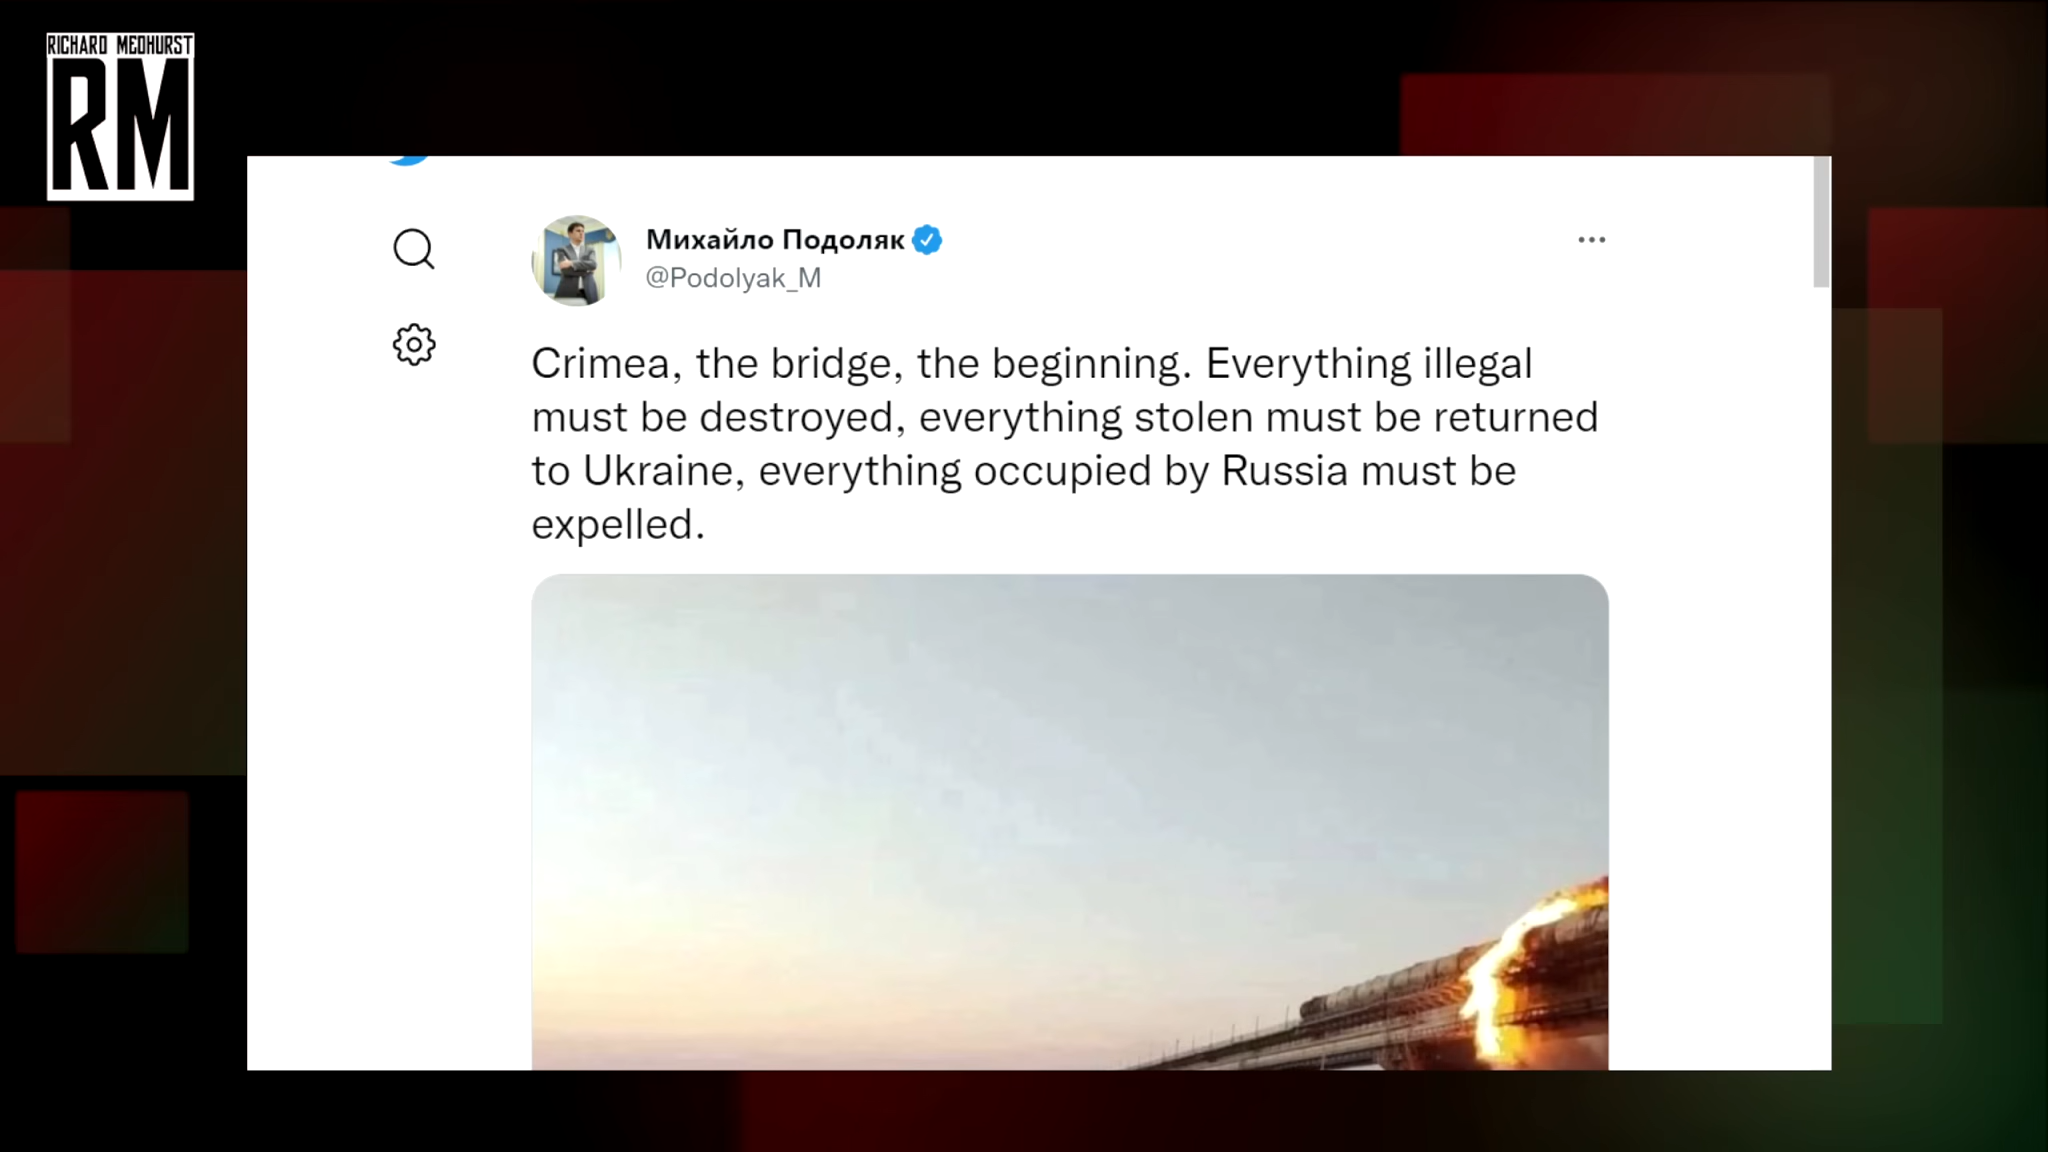 RICHARD MEDHURST
RM
Михайло Подоляк
@Podolyak_M
Crimea, the bridge, the beginning. Everything illegal
must be destroyed, everything stolen must be returned
to Ukraine, everything occupied by Russia must be
expelled.